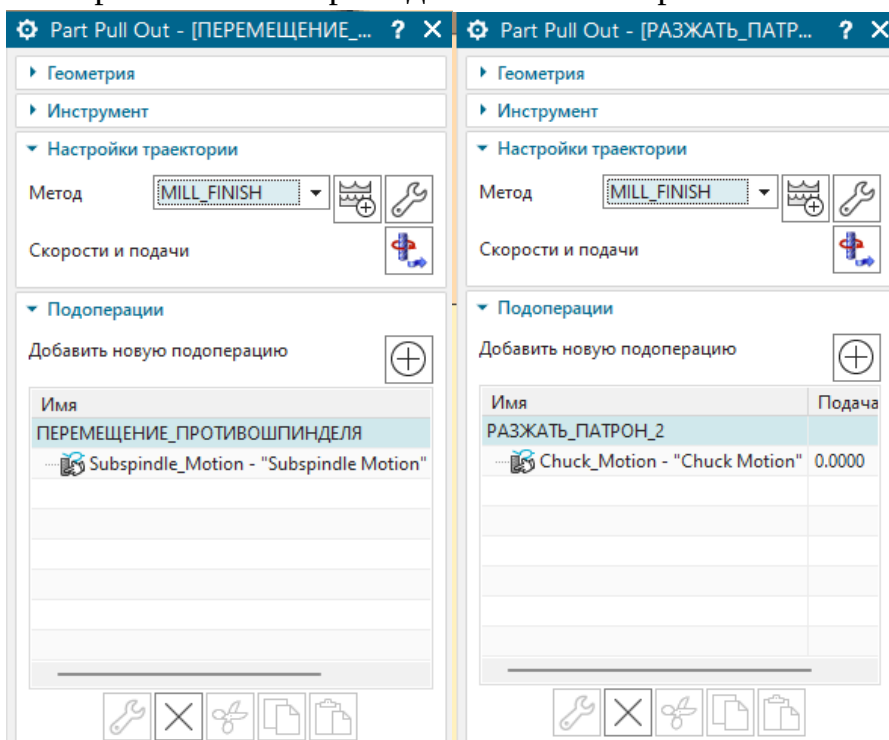 Part Pull Out - [ПЕРЕМЕЩЕНИЕ_... ? X
Геометрия
Инструмент
Настройки траектории
Метод MILL_FINISH
Скорости и подачи
Подоперации
Добавить новую подоперацию
Имя
ПЕРЕМЕЩЕНИЕ_ПРОТИВОШПИНДЕЛЯ
Subspindle_Motion - "Subspindle Motion"
Part Pull Out - [РАЗЖАТЬ_ПАТР... ? X
Геометрия
Инструмент
Настройки траектории
Метод MILL_FINISH
Скорости и подачи
Подоперации
Добавить новую подоперацию
Имя Подача
РАЗЖАТЬ_ПАТРОН_2
Chuck_Motion - "Chuck Motion" 0.0000